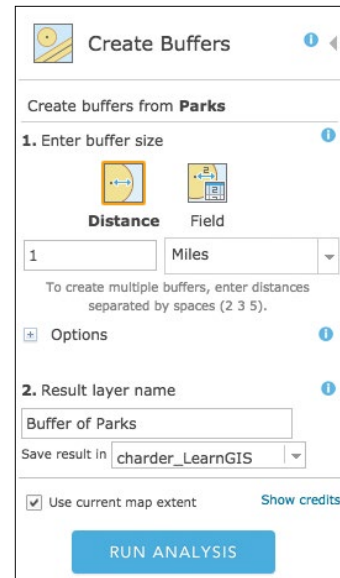 Create Buffers
Create buffers from Parks
1. Enter buffer size
Distance Field
1 Miles
To create multiple buffers, enter distances
separated by spaces (2 3 5).
Options
2. Result layer name
Buffer of Parks
Save result in charder_LearnGIS
Use current map extent Show credits
RUN ANALYSIS